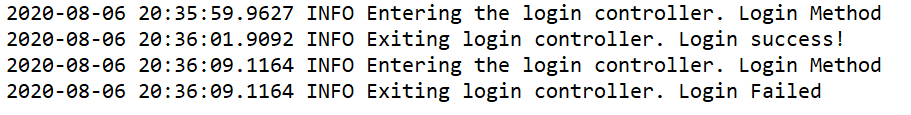 2020-08-06 20:35:59.9627 INFO Entering the login controller. Login Method
2020-08-06 20:36:01.9092 INFO Exiting login controller. Login success!
2020-08-06 20:36:09.1164 INFO Entering the login controller. Login Method
2020-08-06 20:36:09.1164 INFO Exiting login controller. Login Failed